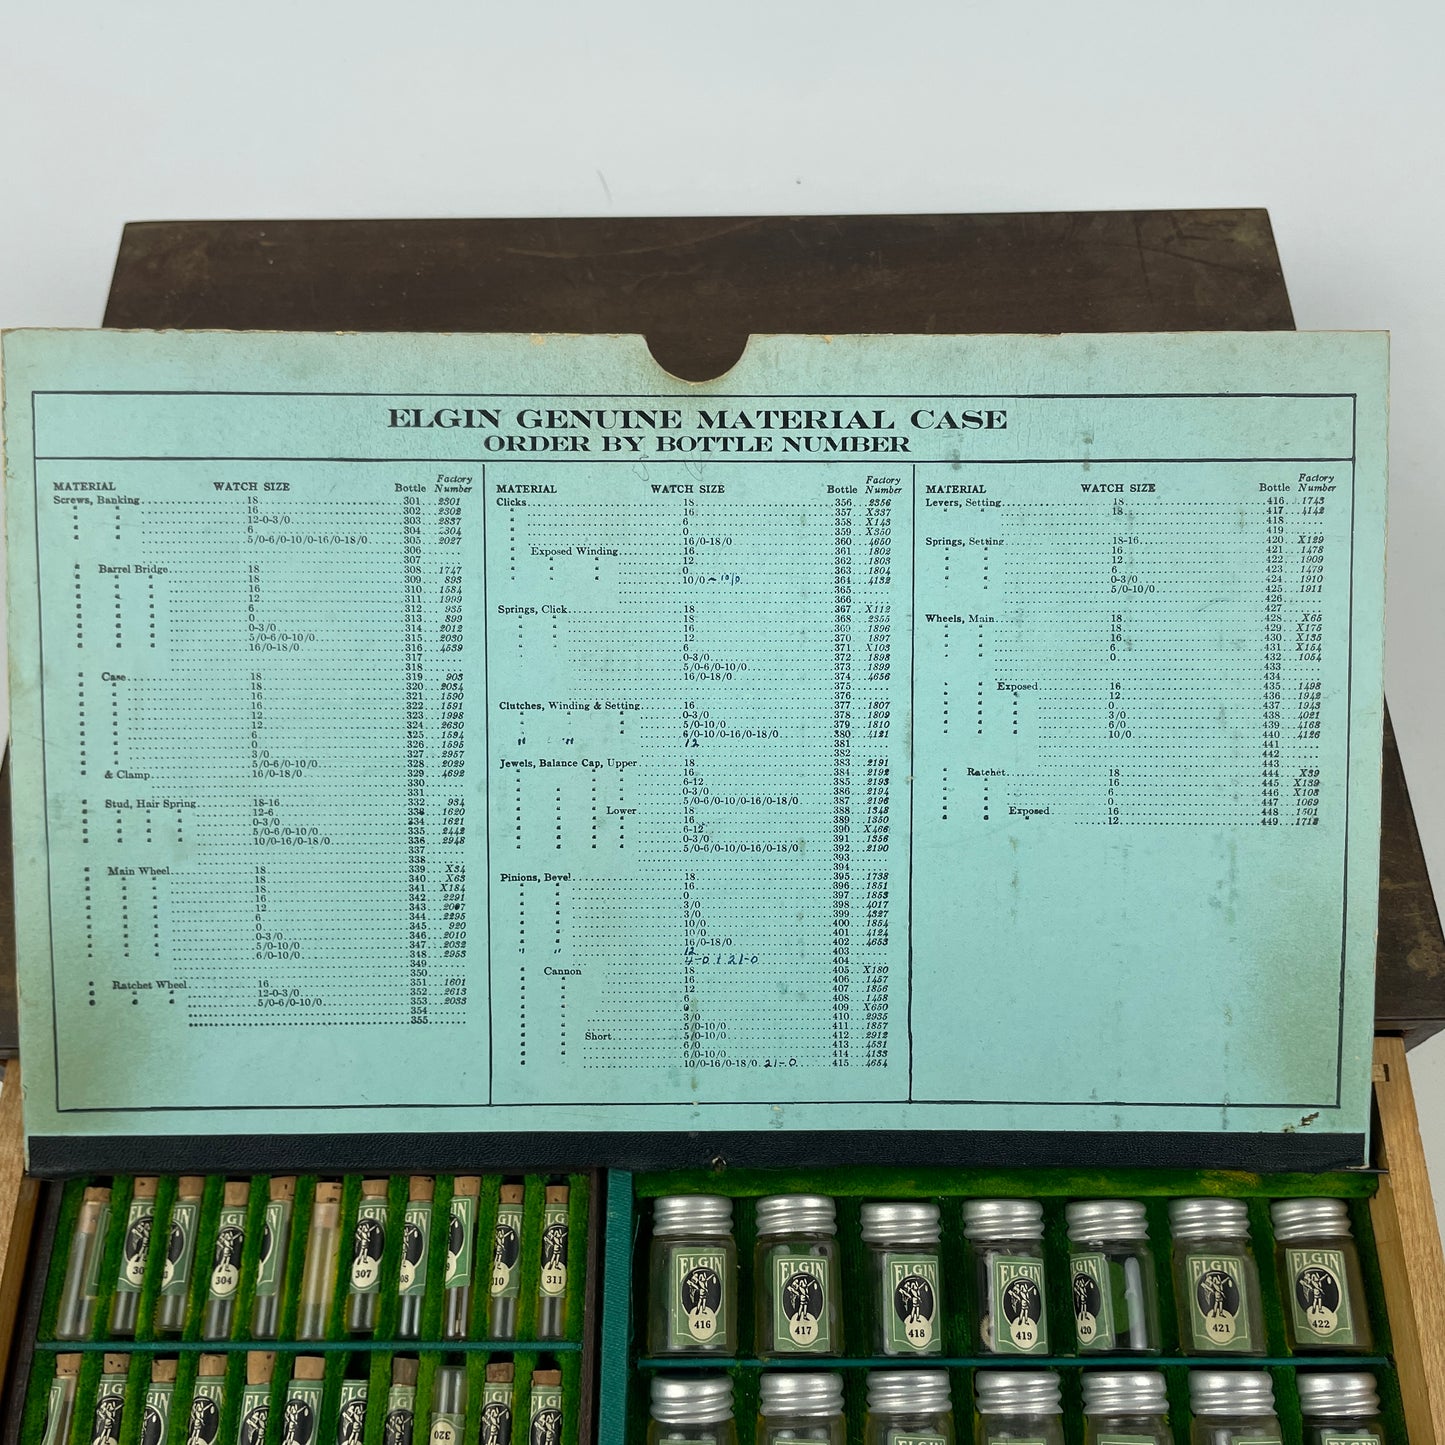 ELGIN GENUINE MATERIAL CASE
ORDER BY BOTTLE NUMBER
MATERIAL WATCH SIZE Bottle Factory Number
Screws, Banking 18 301 2301
" " 16 302 2302
" " 12-0-3/0 303 2837
" " 6 304
" " 5/0-6/0-10/0-16/0-18/0 305 2027
306
307
" Barrel Bridge 18 308 1747
" " " 18 309 893
" " " 16 310 1584
" " " 12 311 1999
" " " 6 312 935
" " " 0 313 899
" " " 0-3/0 314 2012
" " " 5/0-6/0-10/0 315 2030
" " " 16/0-18/0 316 4539
317
318
" Case 18 319 903
" " 18 320 2034
" " 16 321 1590
" " 16 322 1591
" " 12 323 1998
" " 12 324 2630
" " 6 325 1594
" " 0 326 1595
" " 3/0 327 2957
" " 5/0-6/0-10/0 328 2029
" & Clamp 16/0-18/0 329 4692
330
331
" Stud, Hair Spring 18-16 332 934
" " " " 12-6 333 1620
" " " " 0-3/0 334 1621
" " " " 5/0-6/0-10/0 335 2442
" " " " 10/0-16/0-18/0 336 2948
337
338
" Main Wheel 18 339 X34
" " " 18 340 X63
" " " 18 341 X184
" " " 16 342 2291
" " " 12 343
" " " 6 344 2295
" " " 0 345 920
" " " 0-3/0 346 2010
" " " 5/0-10/0 347 2032
" " " 6/0-10/0 348 2953
349
350
" Ratchet Wheel 16 351 1601
" " " 12-0-3/0 352 2613
" " " 5/0-6/0-10/0 353 2033
354
355
MATERIAL WATCH SIZE Bottle Factory Number
Clicks 18 356 2356
" 16 357 X337
" 6 358 X143
" 0 359 X350
" 16/0-18/0 360 4650
" Exposed Winding 16 361 1802
" " " 12 362 1803
" " " 0 363 1804
" " " 10/0 - 10/0 364 4132
365
366
Springs, Click 18 367 X112
" " 18 368 2355
" " 16 369 1896
" " 12 370 1897
" " 6 371 X103
" " 0-3/0 372 1898
" " 5/0-6/0-10/0 373 1899
" " 16/0-18/0 374 4656
375
376
Clutches, Winding & Setting 16 377 1807
" " " 0-3/0 378 1809
" " " 5/0-10/0 379 1810
" " " 6/0-10/0-16/0-18/0 380 4121
" " 12 381
382
Jewels, Balance Cap, Upper 18 383 2191
" " " " 16 384 2192
" " " " 6-12 385 2193
" " " " 0-3/0 386 2194
" " " " 5/0-6/0-10/0-16/0-18/0 387 2196
" " " Lower 18 388 1348
" " " " 16 389 1350
" " " " 6-12 390 X466
" " " " 0-3/0 391 1356
" " " " 5/0-6/0-10/0-16/0-18/0 392 2190
393
394
Pinions, Bevel 18 395 1738
" " 16 396 1851
" " 0 397 1853
" " 3/0 398 4017
" " 3/0 399 4327
" " 10/0 400 1854
" " 10/0 401 4124
" " 16/0-18/0 402 4653
" " 12 403
4-0 + 21-0 404
" Cannon 18 405 X180
" " 16 406 1457
" " 12 407 1856
" " 6 408 1458
" " 0 409 X650
" " 3/0 410 2935
" " 5/0-10/0 411 1857
" " Short 5/0-10/0 412 2912
" " 6/0 413 4531
" " 6/0-10/0 414 4133
" " 10/0-16/0-18/0 21-0 415 4654
MATERIAL WATCH SIZE Bottle Factory Number
Levers, Setting 18 416 1743
" " 18 417 4142
418
419
Springs, Setting 18-16 420 X129
" " 16 421 1478
" " 12 422 1909
" " 6 423 1479
" " 0-3/0 424 1910
" " 5/0-10/0 425 1911
426
427
Wheels, Main 18 428 X65
" " 18 429 X175
" " 16 430 X135
" " 6 431 X154
" " 0 432 1054
433
434
" " Exposed 16 435 1498
" " " 12 436 1942
" " " 0 437 1943
" " " 3/0 438 4021
" " " 6/0 439 4168
" " " 10/0 440 4126
441
442
443
" Ratchet 18 444 X39
" " 16 445 X139
" " 6 446 X108
" " 0 447 1069
" " Exposed 16 448 1501
" " " 12 449 1712
ELGIN
304
ELGIN
307
311
ELGIN
416
ELGIN
417
ELGIN
418
ELGIN
419
ELGIN
420
ELGIN
421
ELGIN
422
320